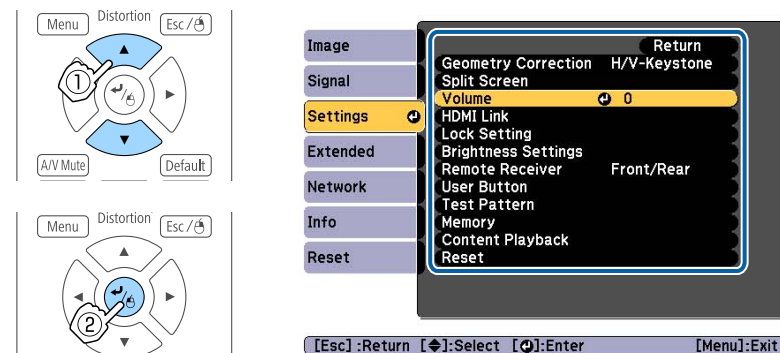 Menu Distortion Esc/
1
A/V Mute Default
Menu Distortion Esc/
2
Image
Signal
Settings
Extended
Network
Info
Reset
Return
Geometry Correction H/V-Keystone
Split Screen
Volume 0
HDMI Link
Lock Setting
Brightness Settings
Remote Receiver Front/Rear
User Button
Test Pattern
Memory
Content Playback
Reset
[Esc] :Return [◆]:Select [⏎]:Enter [Menu]:Exit